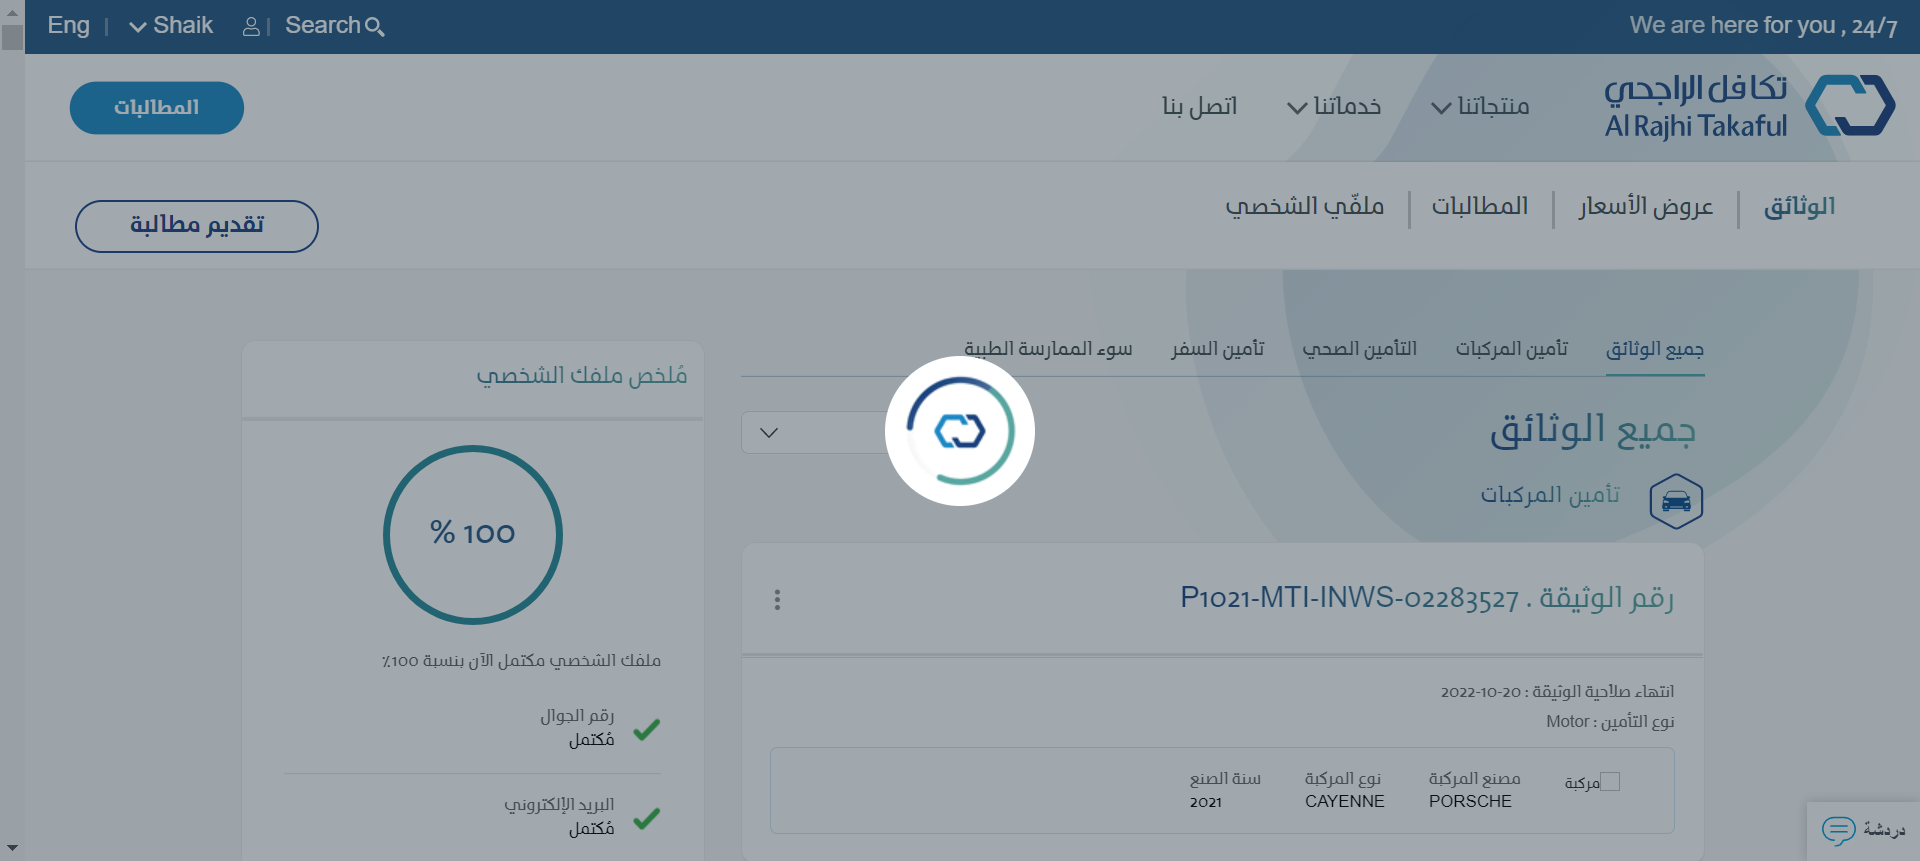 Eng | Shaik | Search
We are here for you , 24/7
تكافل الراجحي
Al Rajhi Takaful
منتجاتنا
خدماتنا
اتصل بنا
المطالبات
الوثائق | عروض الأسعار | المطالبات | ملفّي الشخصي
تقديم مطالبة
جميع الوثائق
تأمين المركبات
التأمين الصحي
تأمين السفر
سوء الممارسة الطبية
جميع الوثائق
تأمين المركبات
رقم الوثيقة . P1021-MTI-INWS-02283527
انتهاء صلاحية الوثيقة : 20-10-2022
نوع التأمين : Motor
مركبة
مصنع المركبة
PORSCHE
نوع المركبة
CAYENNE
سنة الصنع
2021
مُلخص ملفك الشخصي
% 100
ملفك الشخصي مكتمل الآن بنسبة 100٪
رقم الجوال
مُكتمل
البريد الإلكتروني
مُكتمل
دردشة